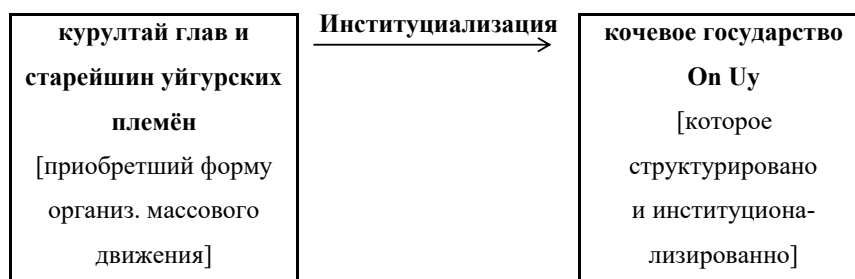 курултай глав и
старейшин уйгурских
племён
[приобретший форму
организ. массового
движения]
Институциализация
кочевое государство
On Uy
[которое
структурировано
и институциона-
лизированно]